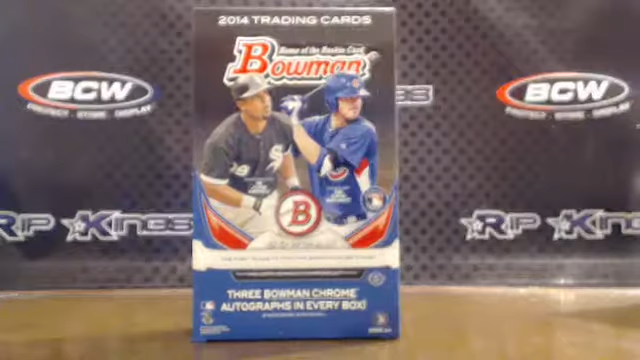 2014 TRADING CARDS
Home of the Rookie Card
Bowman
BCW
PROTECT - STORE - DISPLAY
BCW
PROTECT - STORE - DISPLAY
RIP KINGS
RIP KINGS
B
THREE BOWMAN CHROME
AUTOGRAPHS IN EVERY BOX!